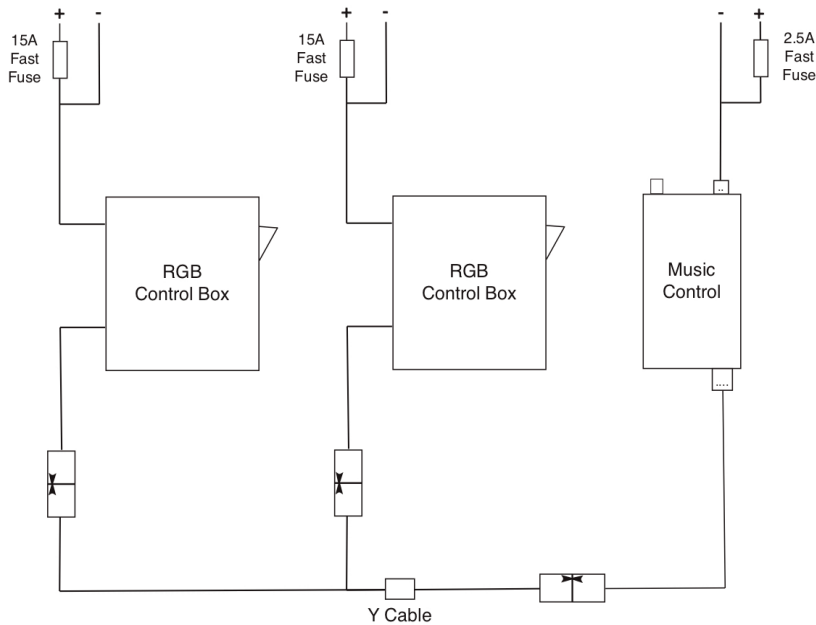 + -
15A
Fast
Fuse
+ -
15A
Fast
Fuse
- +
2.5A
Fast
Fuse
RGB
Control Box
RGB
Control Box
..
Music
Control
....
Y Cable